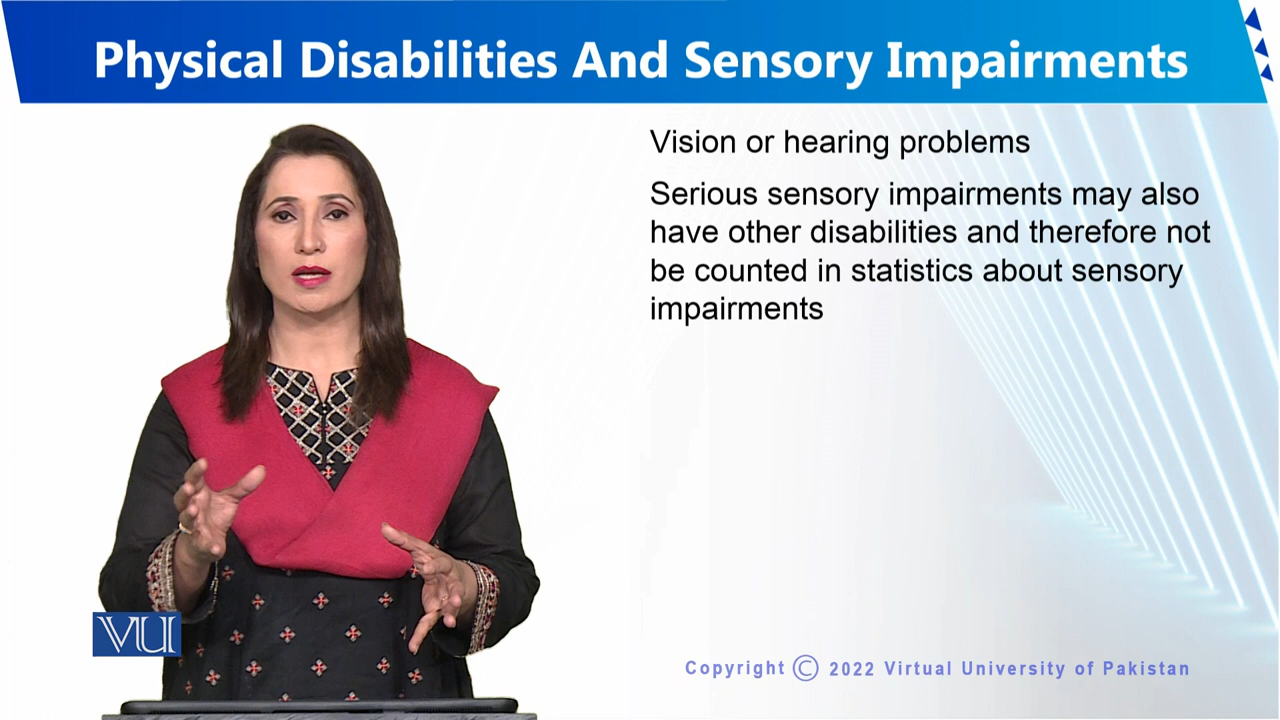 Physical Disabilities And Sensory Impairments
Vision or hearing problems
Serious sensory impairments may also
have other disabilities and therefore not
be counted in statistics about sensory
impairments
VU
Copyright © 2022 Virtual University of Pakistan